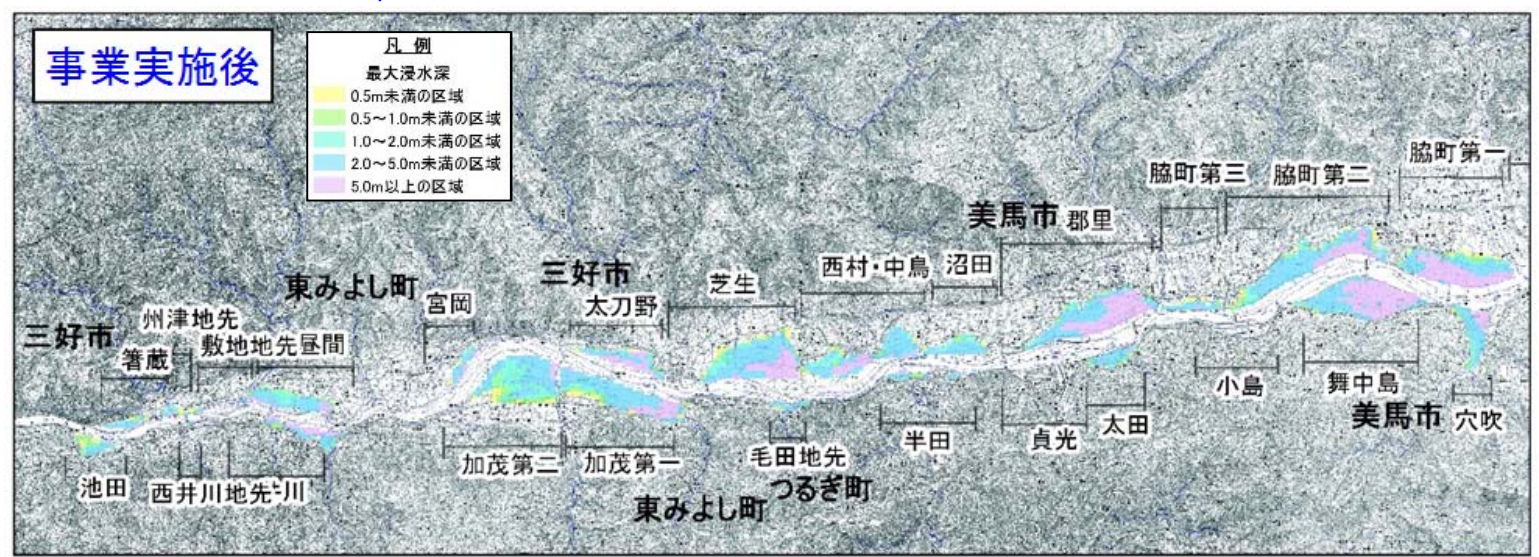 事業実施後
凡 例
最大浸水深
0.5m未満の区域
0.5～1.0m未満の区域
1.0～2.0m未満の区域
2.0～5.0m未満の区域
5.0m以上の区域
脇町第一
脇町第三
脇町第二
美馬市
郡里
西村・中鳥
沼田
三好市
芝生
東みよし町
宮岡
太刀野
州津地先
三好市
敷地地先昼間
箸蔵
小島
舞中島
美馬市
穴吹
太田
貞光
半田
毛田地先
つるぎ町
加茂第二
加茂第一
東みよし町
池田
西井川地先
川